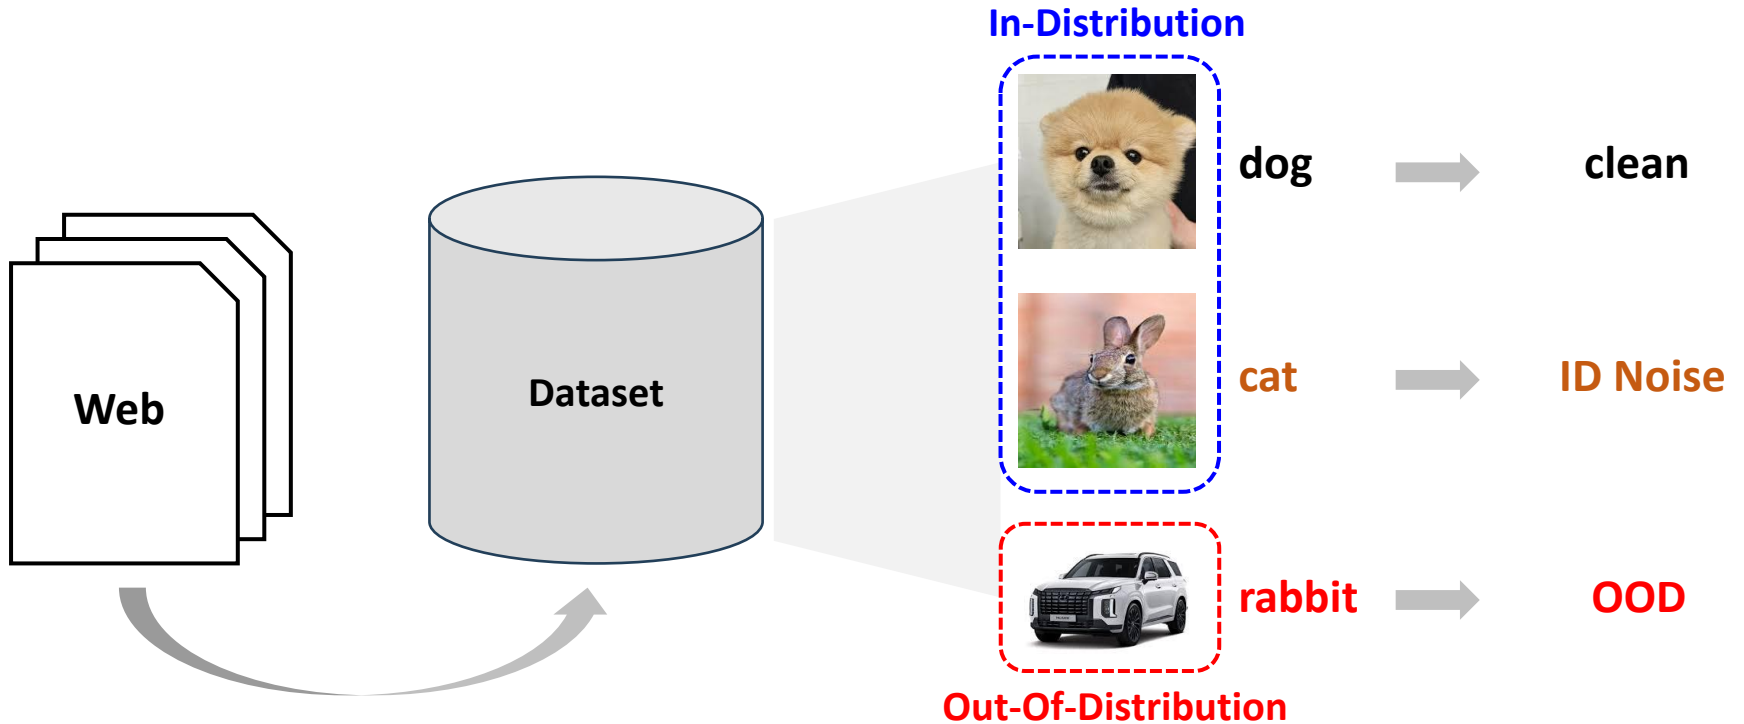 In-Distribution
dog
clean
Web
Dataset
cat
ID Noise
rabbit
OOD
Out-Of-Distribution